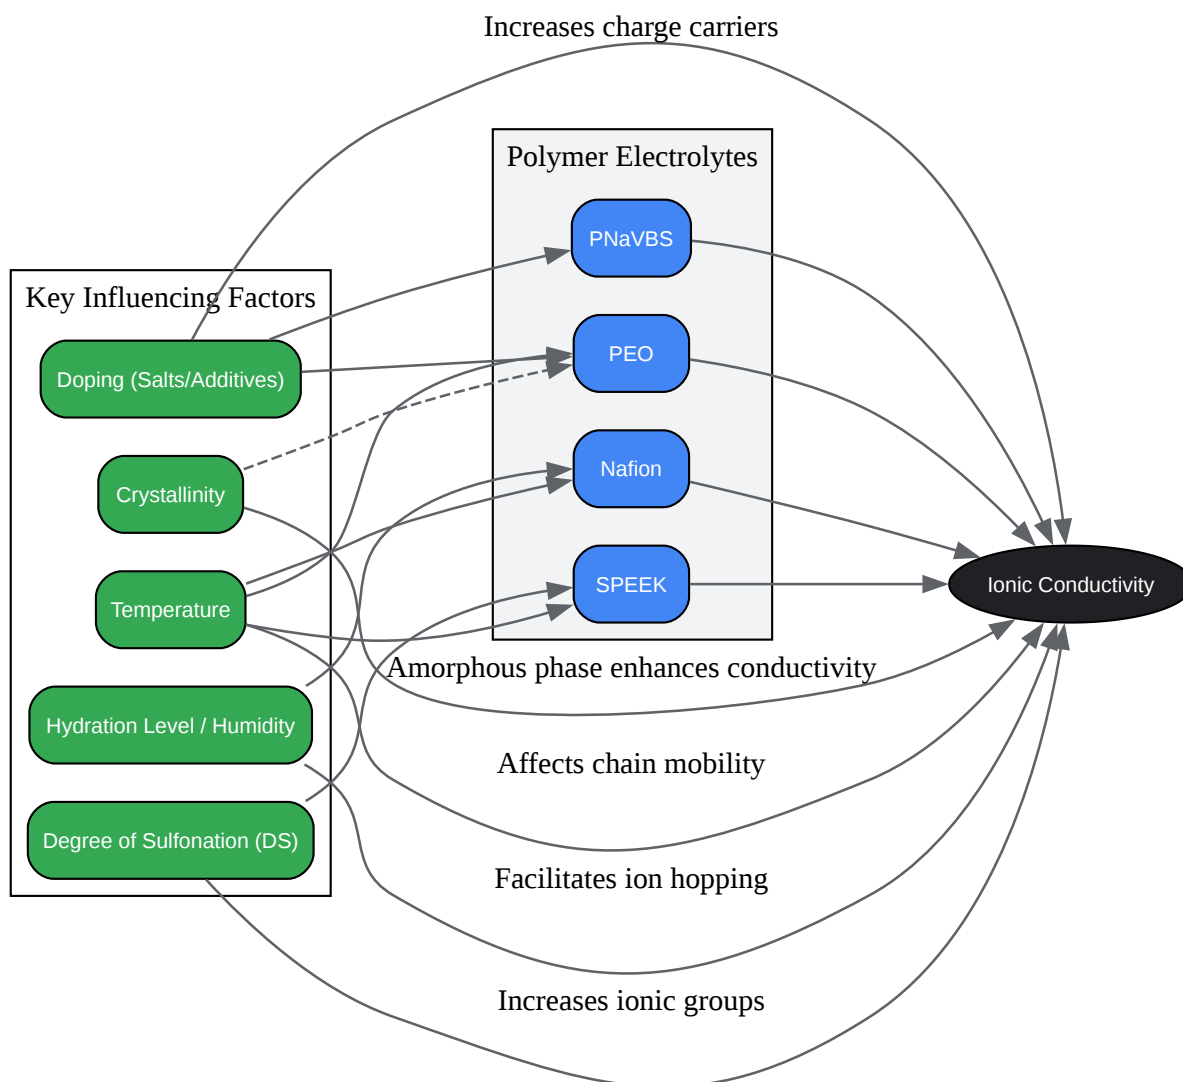 Increases charge carriers
Polymer Electrolytes
PNaVBS
Key Influencing Factors
PEO
Doping (Salts/Additives)
Nafion
Crystallinity
SPEEK
Ionic Conductivity
Temperature
Amorphous phase enhances conductivity
Hydration Level / Humidity
Affects chain mobility
Degree of Sulfonation (DS)
Facilitates ion hopping
Increases ionic groups